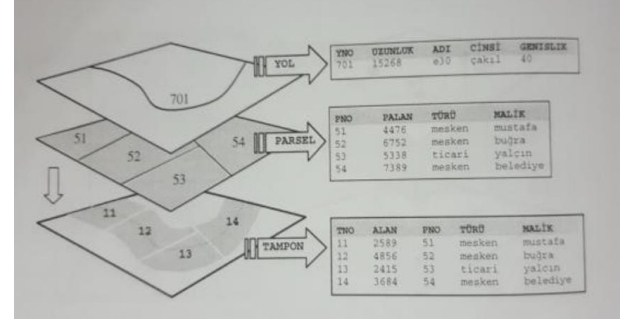 YNO UZUNLUK ADI CİNSİ GENISLIK
701 15268 e30 çakıl 40
YOL
701
PNO PALAN TÜRÜ MALİK
51 4476 mesken mustafa
52 6752 mesken buğra
53 5338 ticari yalçın
54 7389 mesken belediye
PARSEL
51
52
53
54
TNO ALAN PNO TÜRÜ MALİK
11 2589 51 mesken mustafa
12 4856 52 mesken buğra
13 2415 53 ticari yalcın
14 3684 54 mesken belediye
TAMPON
11
12
13
14